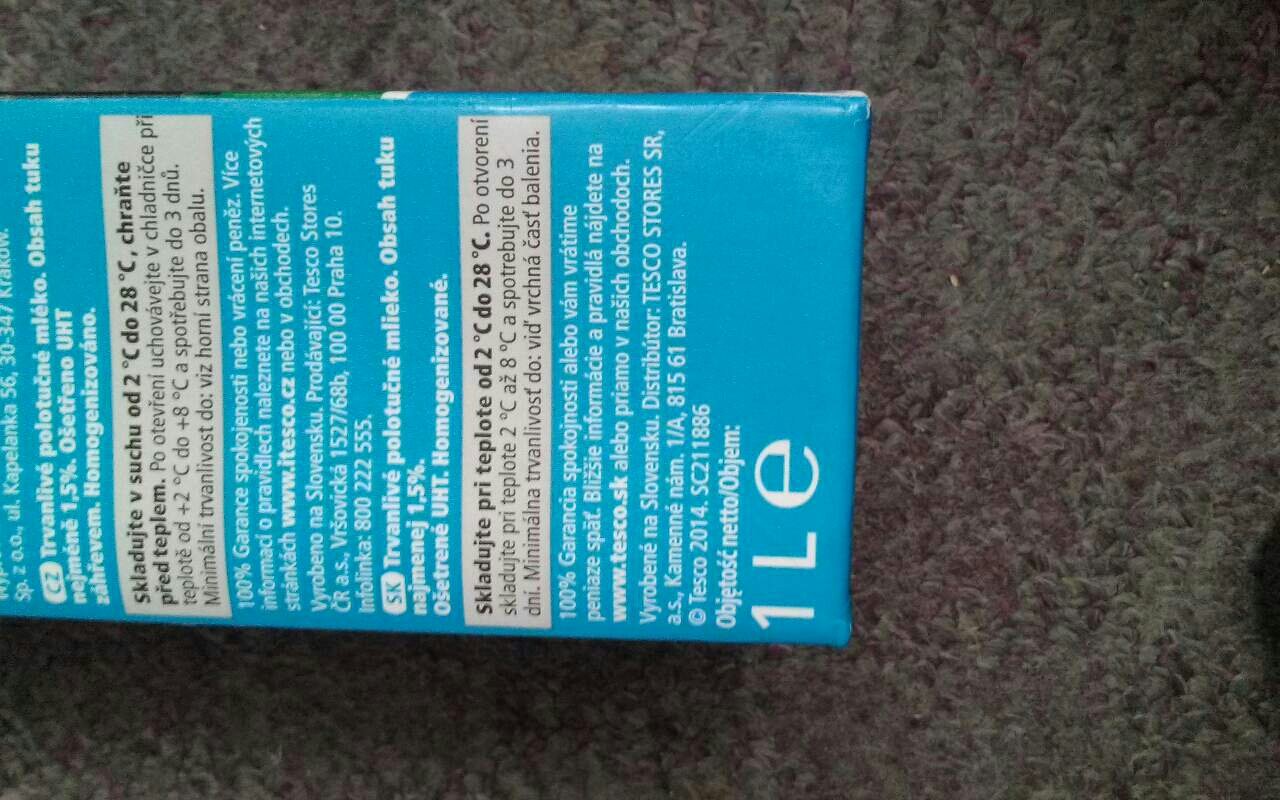 Sp. z o.o., ul. Kapelanka 56, 30-347 Kraków.
CZ Trvanlivé polotučné mléko. Obsah tuku
nejméně 1,5%. Ošetřeno UHT
záhřevem. Homogenizováno.
Skladujte v suchu od 2 °C do 28 °C, chraňte
před teplem. Po otevření uchovávejte v chladničce při
teplotě od +2 °C do +8 °C a spotřebujte do 3 dnů.
Minimální trvanlivost do: viz horní strana obalu.
100% Garance spokojenosti nebo vrácení peněz. Více
informací o pravidlech naleznete na našich internetových
stránkách www.itesco.cz nebo v obchodech.
Vyrobeno na Slovensku. Prodávající: Tesco Stores
ČR a.s., Vršovická 1527/68b, 100 00 Praha 10.
Infolinka: 800 222 555.
SK Trvanlivé polotučné mlieko. Obsah tuku
najmenej 1,5%.
Ošetrené UHT. Homogenizované.
Skladujte pri teplote od 2 °C do 28 °C. Po otvorení
skladujte pri teplote 2 °C až 8 °C a spotrebujte do 3
dní. Minimálna trvanlivosť do: viď vrchná časť balenia.
100% Garancia spokojnosti alebo vám vrátime
peniaze späť. Bližšie informácie a pravidlá nájdete na
www.tesco.sk alebo priamo v našich obchodoch.
Vyrobené na Slovensku. Distribútor: TESCO STORES SR,
a.s., Kamenné nám. 1/A, 815 61 Bratislava.
© Tesco 2014. SC211886
Objętość netto/Objem:
1 L e